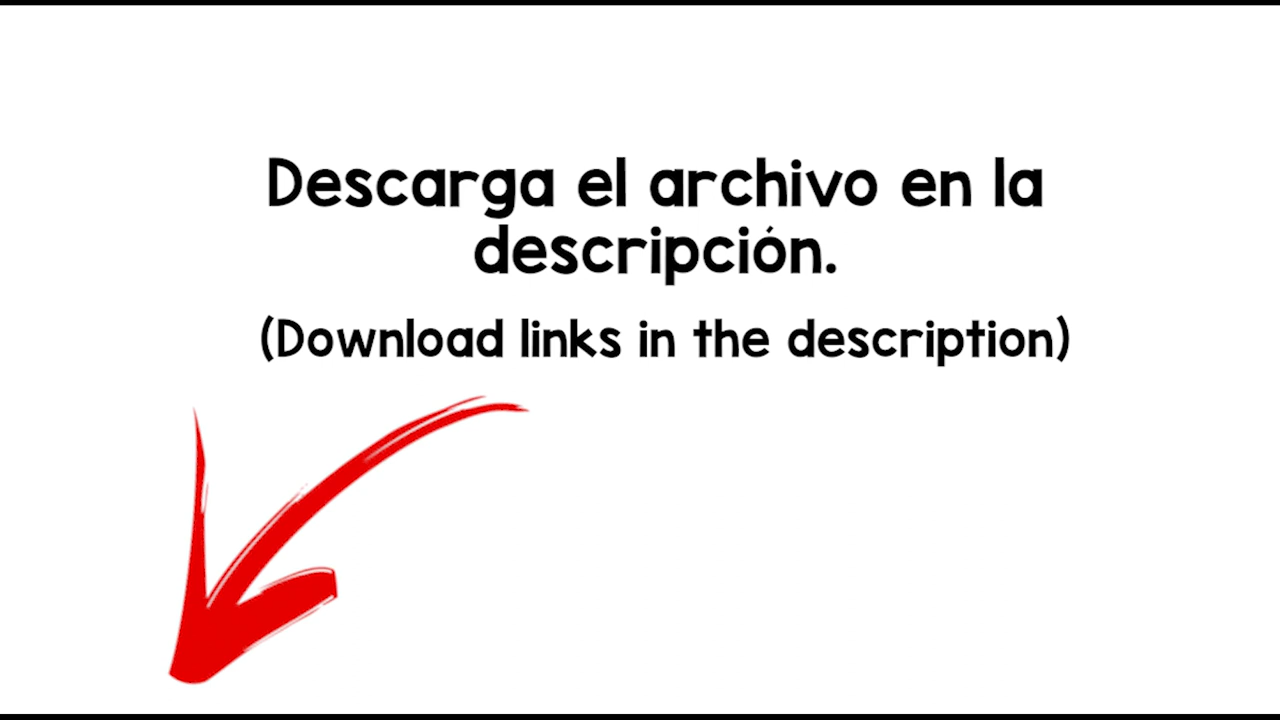 Descarga el archivo en la
descripción.
(Download links in the description)